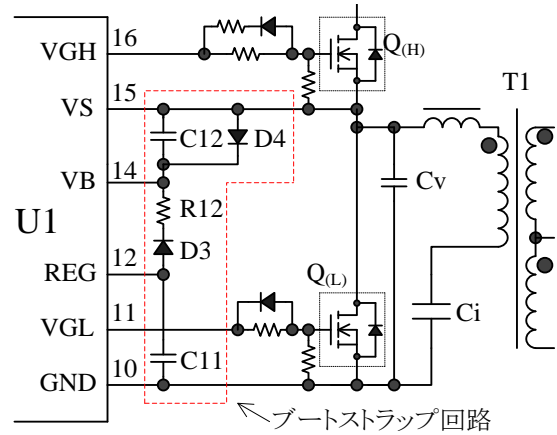 VGH 16
Q(H)
VS 15
T1
C12
D4
VB 14
Cv
U1
R12
D3
REG 12
Q(L)
VGL 11
Ci
C11
GND 10
ブートストラップ回路